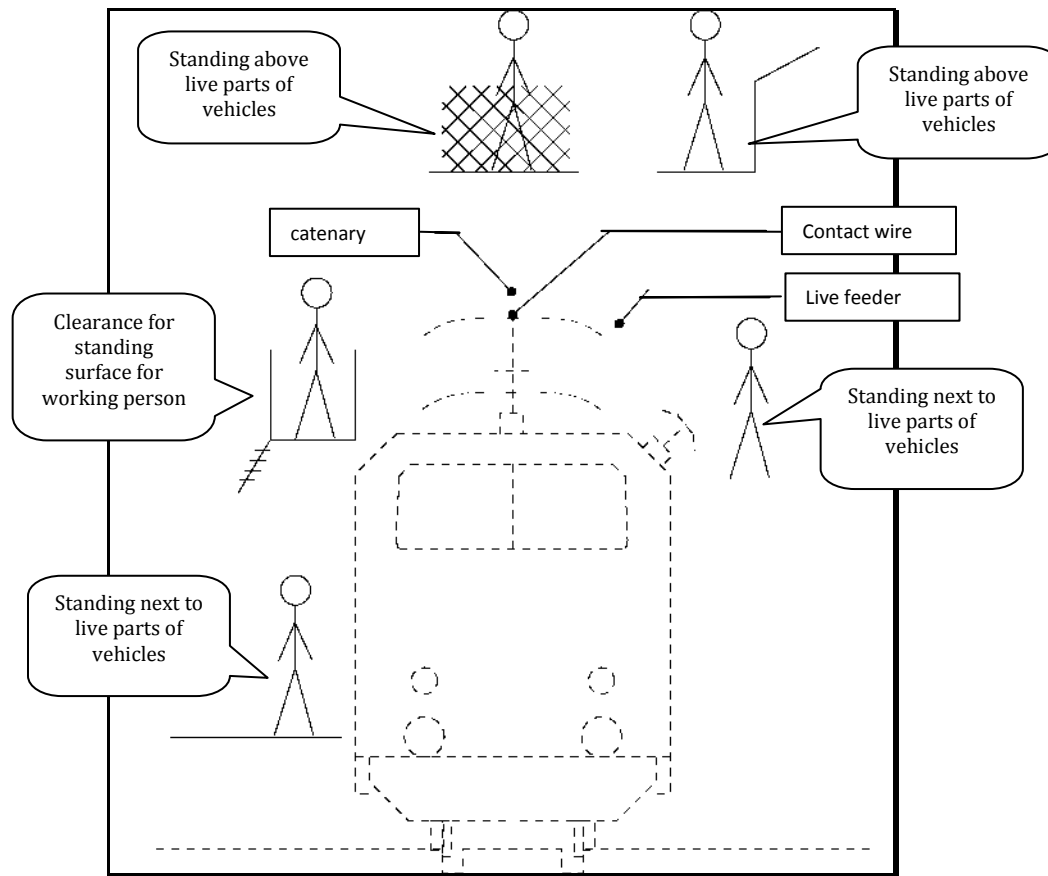 Standing above
live parts of
vehicles
Standing above
live parts of
vehicles
catenary
Contact wire
Live feeder
Clearance for
standing
surface for
working person
Standing next to
live parts of
vehicles
Standing next to
live parts of
vehicles